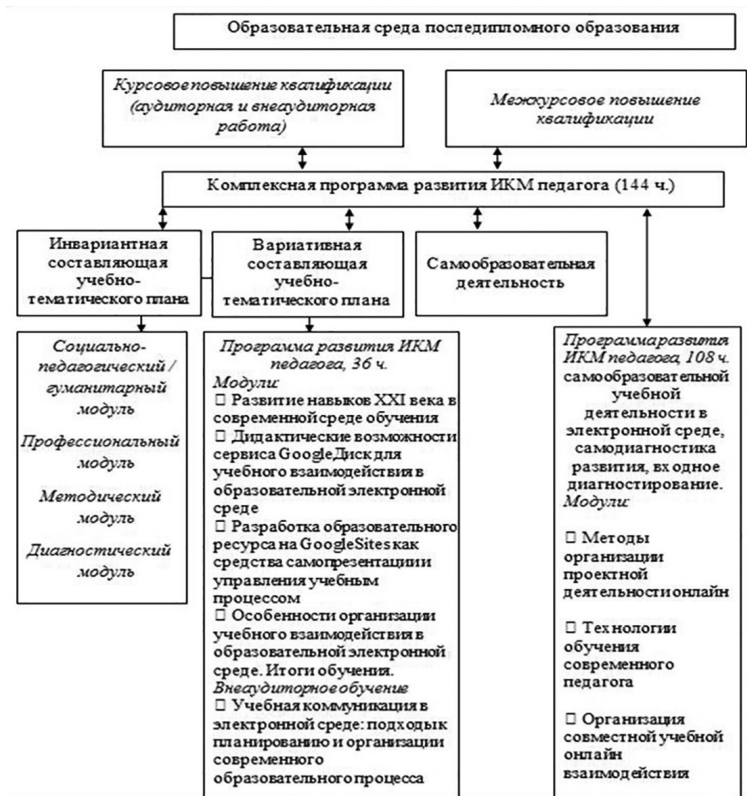 Образовательная среда последипломного образования
Курсовое повышение квалификации
(аудиторная и внеаудиторная
работа)
Межкурсовое повышение
квалификации
Комплексная программа развития ИКМ педагога (144 ч.)
Инвариантная
составляющая
учебно-
тематического плана
Вариативная
составляющая
учебно-
тематического плана
Самообразовательная
деятельность
Социально-
педагогический /
гуманитарный
модуль
Профессиональный
модуль
Методический
модуль
Диагностический
модуль
Программа развития ИКМ
педагога, 36 ч.
Модули:
□ Развитие навыков XXI века в
современной среде обучения
□ Дидактические возможности
сервиса Google Диск для
учебного взаимодействия в
образовательной электронной
среде
□ Разработка образовательного
ресурса на GoogleSites как
средства самопрезентации и
управления учебным
процессом
□ Особенности организации
учебного взаимодействия в
образовательной электронной
среде. Итоги обучения.
Внеаудиторное обучение
□ Учебная коммуникация в
электронной среде: подходы к
планированию и организации
современного
образовательного процесса
Программа развития
ИКМ педагога, 108 ч.
самообразовательной
учебной
деятельности в
электронной среде,
самодиагностика
развития, входное
диагностирование.
Модули:
□ Методы
организации
проектной
деятельности онлайн
□ Технологии
обучения
современного
педагога
□ Организация
совместной учебной
онлайн
взаимодействия